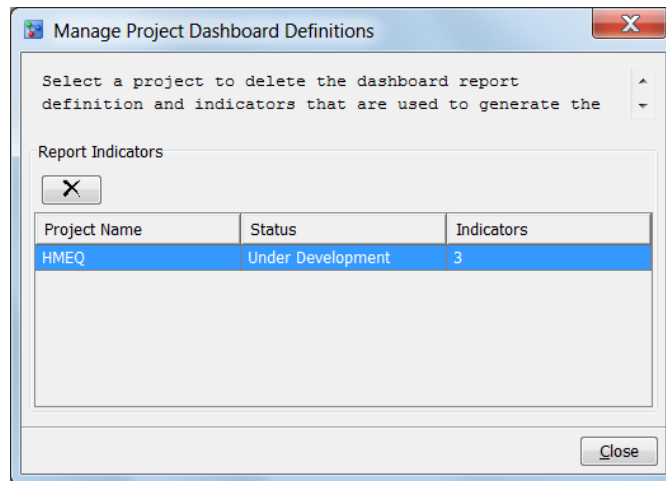 Manage Project Dashboard Definitions
Select a project to delete the dashboard report
definition and indicators that are used to generate the
Report Indicators
Project Name Status Indicators
HMEQ Under Development 3
Close